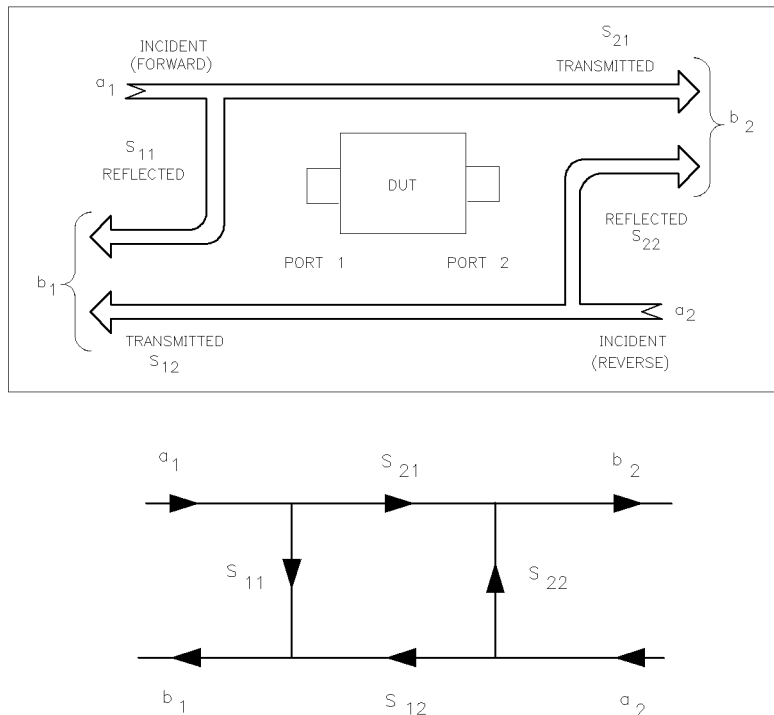 INCIDENT
(FORWARD)
a1
S21
TRANSMITTED
b2
S11
REFLECTED
DUT
REFLECTED
S22
PORT 1
PORT 2
b1
a2
TRANSMITTED
S12
INCIDENT
(REVERSE)
a1
S21
b2
S11
S22
b1
S12
a2